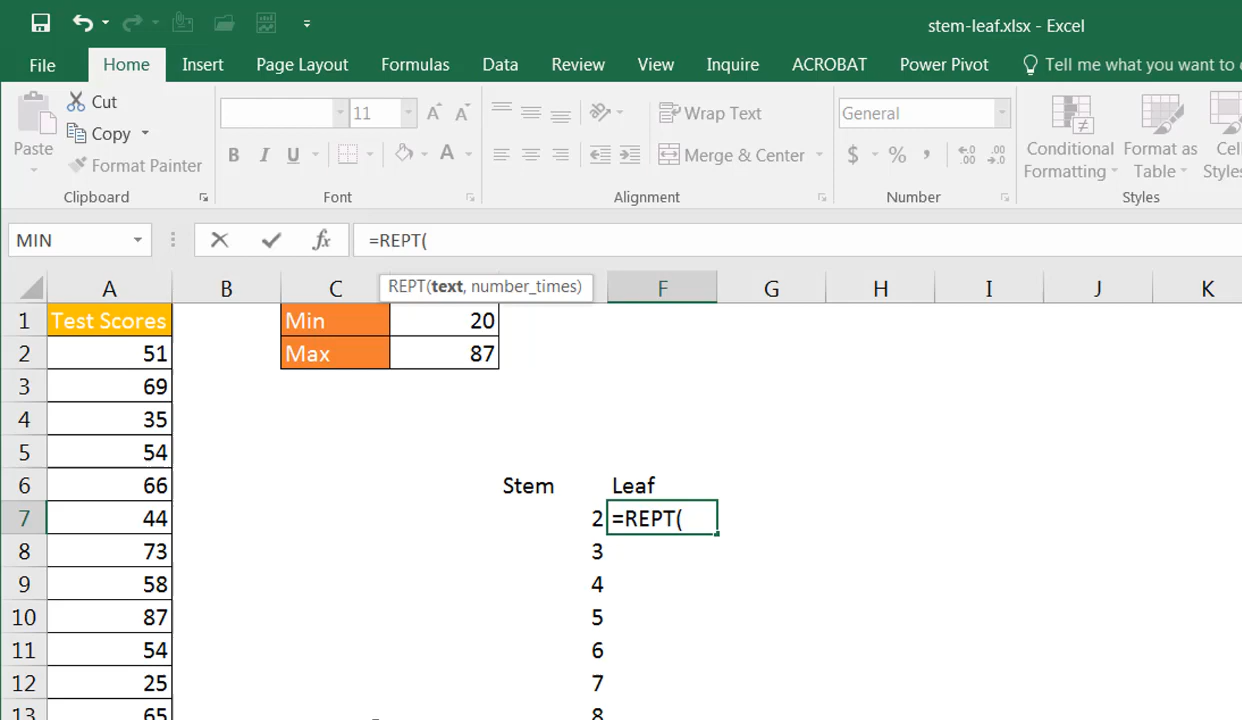 stem-leaf.xlsx - Excel
File Home Insert Page Layout Formulas Data Review View Inquire ACROBAT Power Pivot Tell me what you want to
Cut
Copy
Format Painter
Paste
Clipboard
11
A A
B I U A
Font
Wrap Text
Merge & Center
Alignment
General
$ % ,
Number
Conditional Formatting
Format as Table
Cell Styles
Styles
MIN fx =REPT(
REPT(text, number_times)
A B C F G H I J K
1 Test Scores Min 20
2 51 Max 87
3 69
4 35
5 54
6 66 Stem Leaf
7 44 2 =REPT(
8 73 3
9 58 4
10 87 5
11 54 6
12 25 7
13 65 8